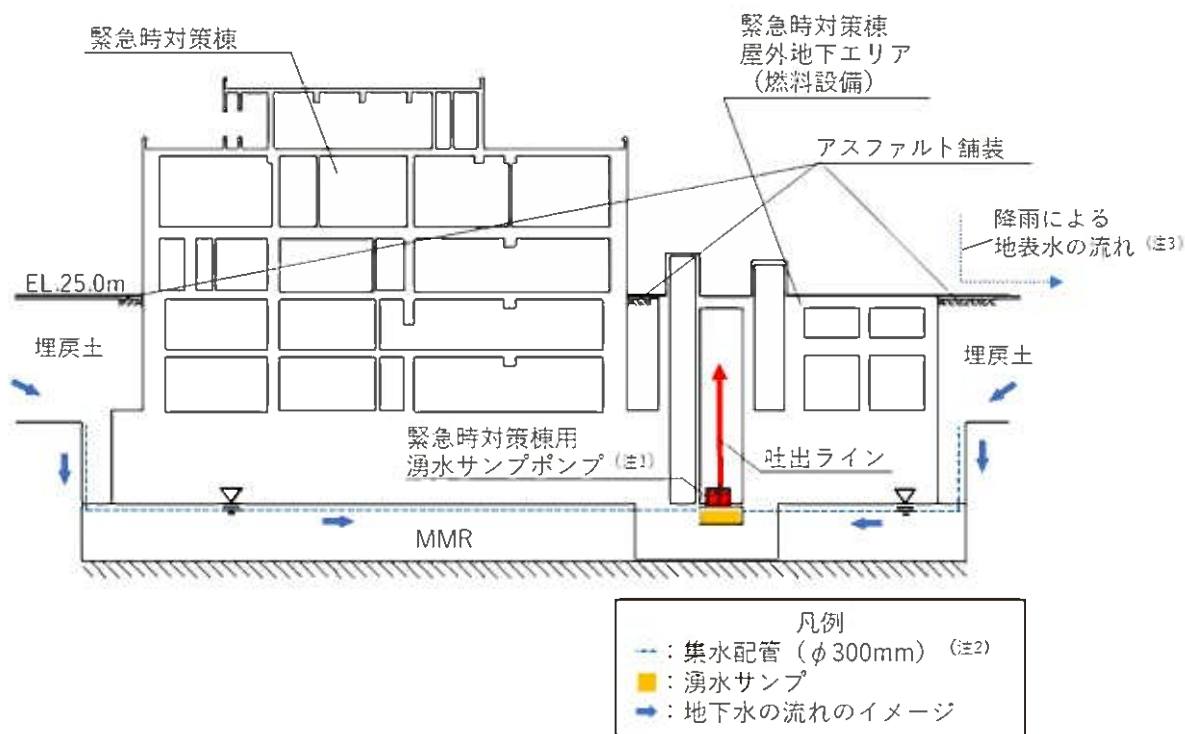 緊急時対策棟
緊急時対策棟
屋外地下エリア
（燃料設備）
アスファルト舗装
降雨による
地表水の流れ（注3）
EL.25.0m
埋戻土
埋戻土
緊急時対策棟用
湧水サンプポンプ（注1）
吐出ライン
MMR
凡例
：集水配管（φ300mm）（注2）
：湧水サンプ
：地下水の流れのイメージ